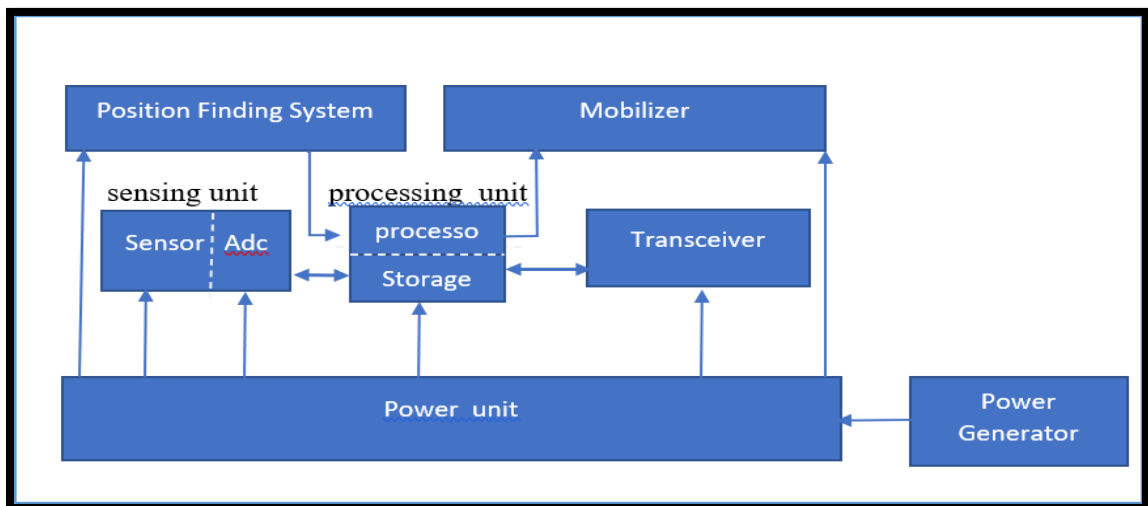 Position Finding System
Mobilizer
sensing unit
processing unit
Sensor
Adc
processo
Storage
Transceiver
Power unit
Power
Generator